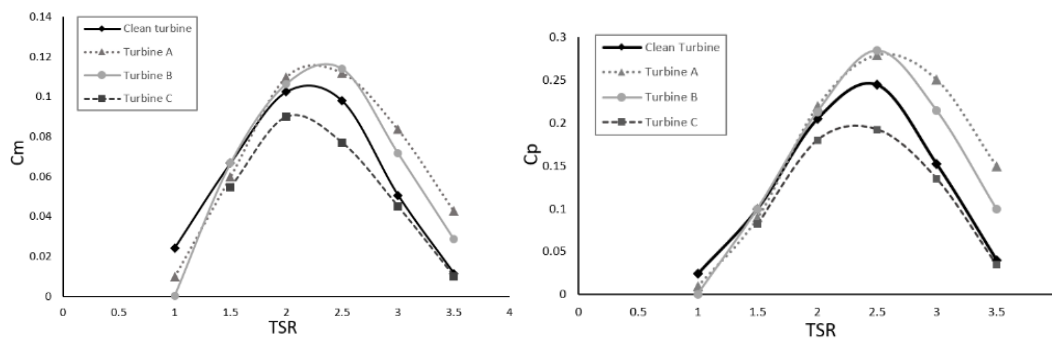 0.14
0.12
0.1
0.08
0.06
0.04
0.02
0
Cm
Clean turbine
Turbine A
Turbine B
Turbine C
0
0.5
1
1.5
2
2.5
3
3.5
4
TSR
0.3
0.25
0.2
0.15
0.1
0.05
0
Cp
Clean Turbine
Turbine A
Turbine B
Turbine C
0
0.5
1
1.5
2
2.5
3
3.5
TSR